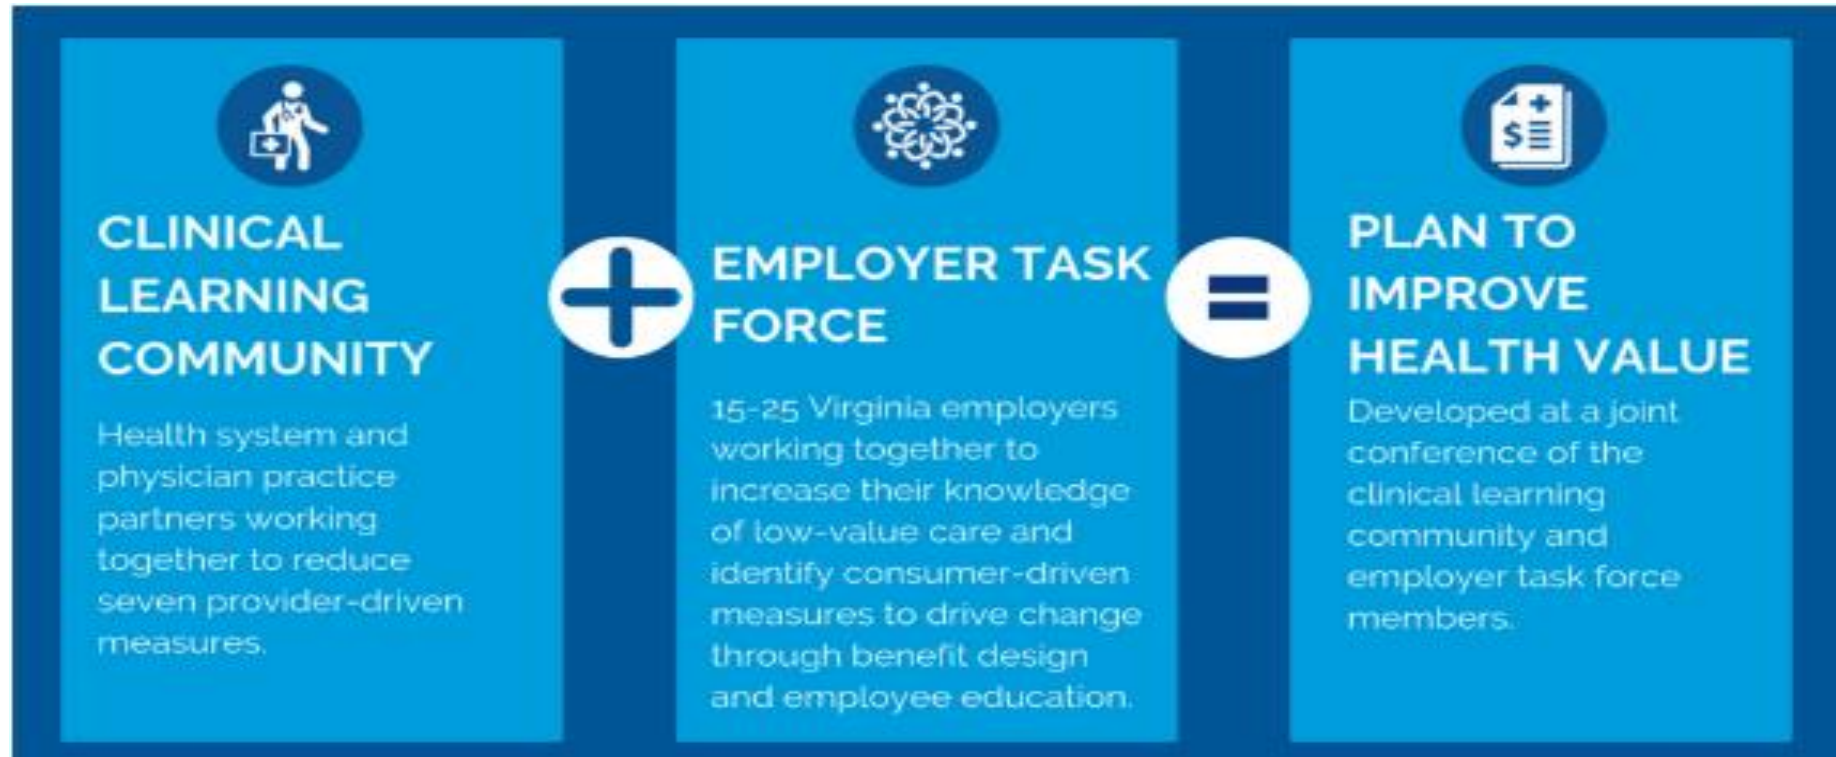 CLINICAL
LEARNING
COMMUNITY
Health system and
physician practice
partners working
together to reduce
seven provider-driven
measures.
+
EMPLOYER TASK
FORCE
15-25 Virginia employers
working together to
increase their knowledge
of low-value care and
identify consumer-driven
measures to drive change
through benefit design
and employee education.
=
$
PLAN TO
IMPROVE
HEALTH VALUE
Developed at a joint
conference of the
clinical learning
community and
employer task force
members.